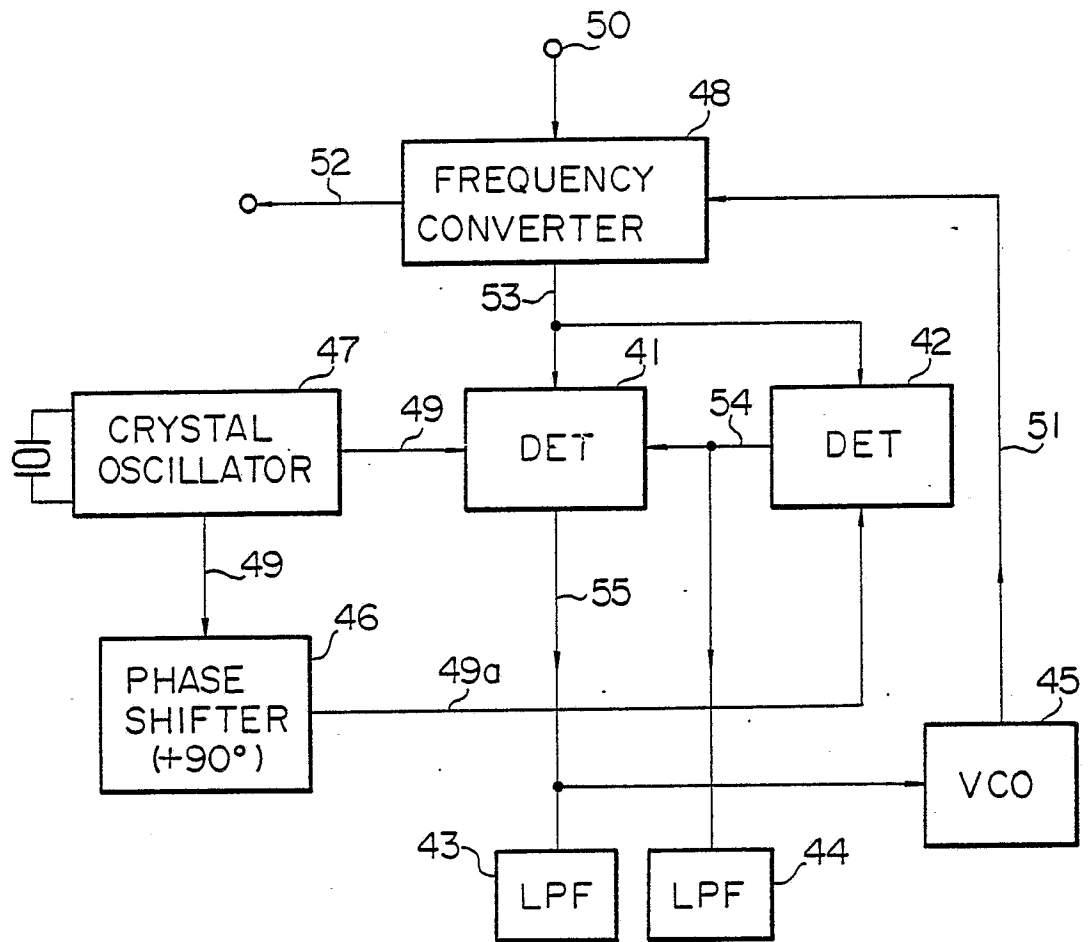 50
48
52
FREQUENCY
CONVERTER
53
47
41
42
CRYSTAL
OSCILLATOR
49
DET
54
DET
51
49
55
46
PHASE
SHIFTER
(+90°)
49a
45
VCO
43
LPF
LPF
44